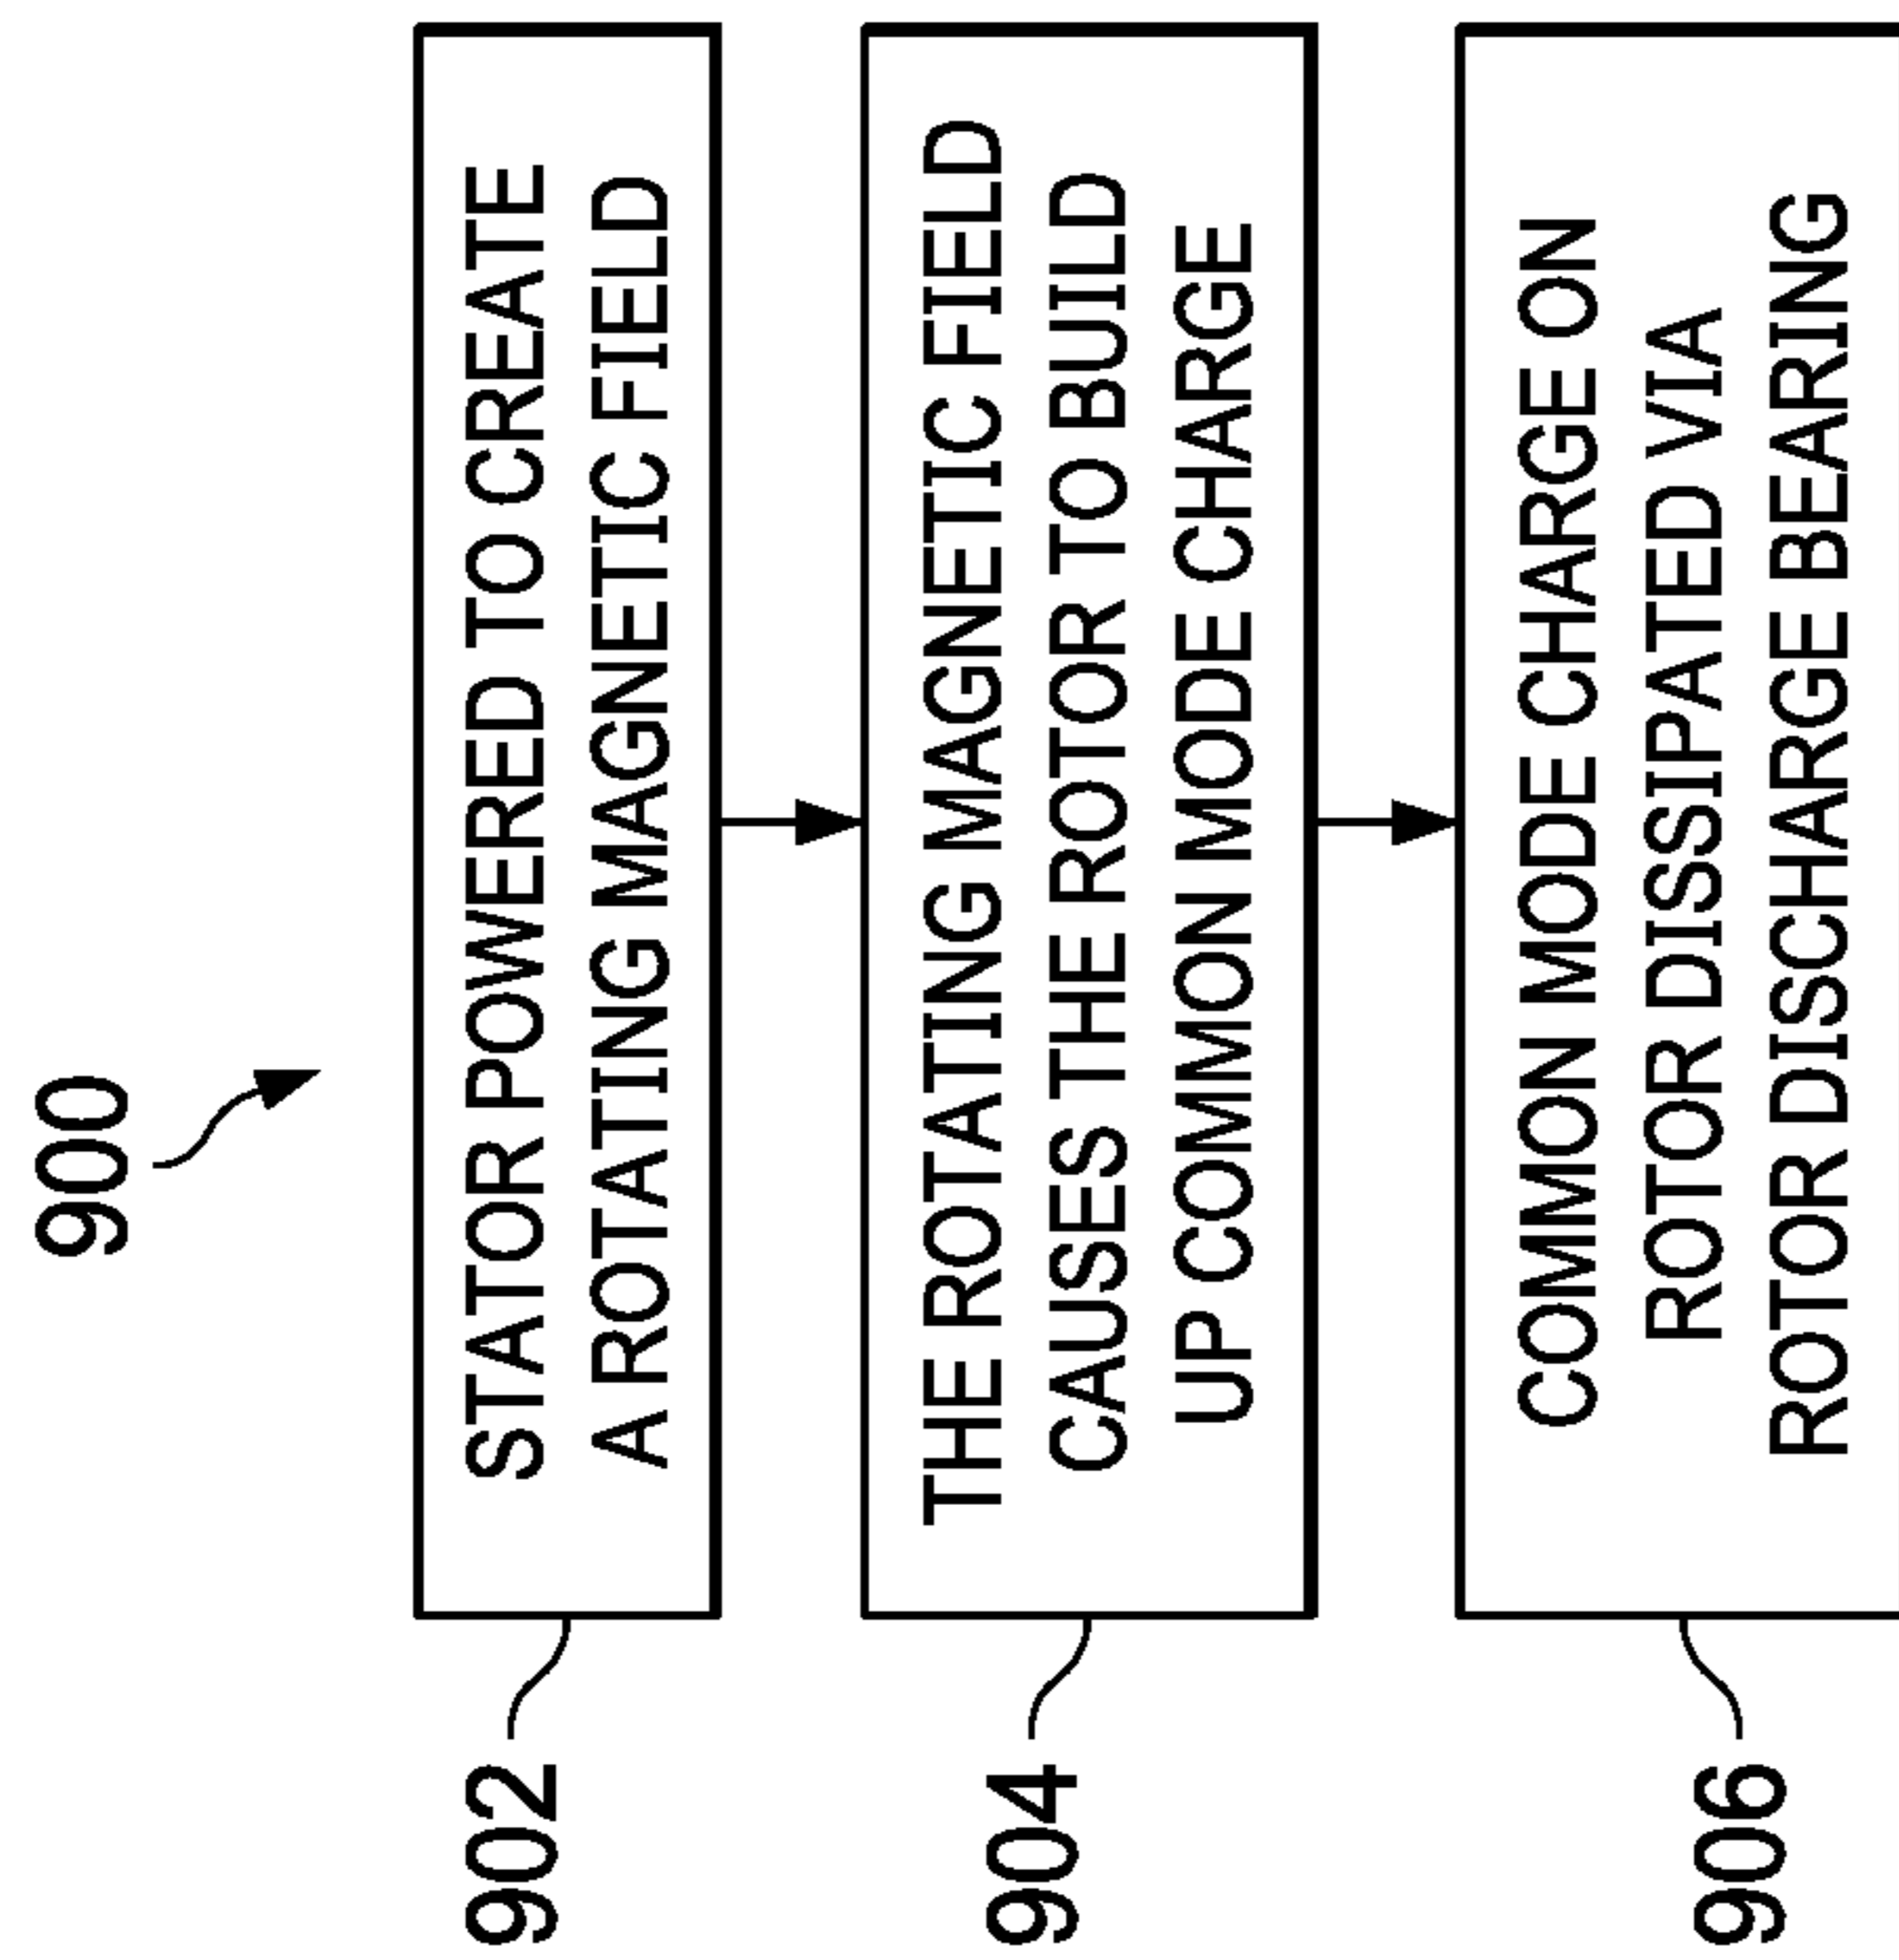 900
902
STATOR POWERED TO CREATE
A ROTATING MAGNETIC FIELD
904
THE ROTATING MAGNETIC FIELD
CAUSES THE ROTOR TO BUILD
UP COMMON MODE CHARGE
906
COMMON MODE CHARGE ON
ROTOR DISSIPATED VIA
ROTOR DISCHARGE BEARING